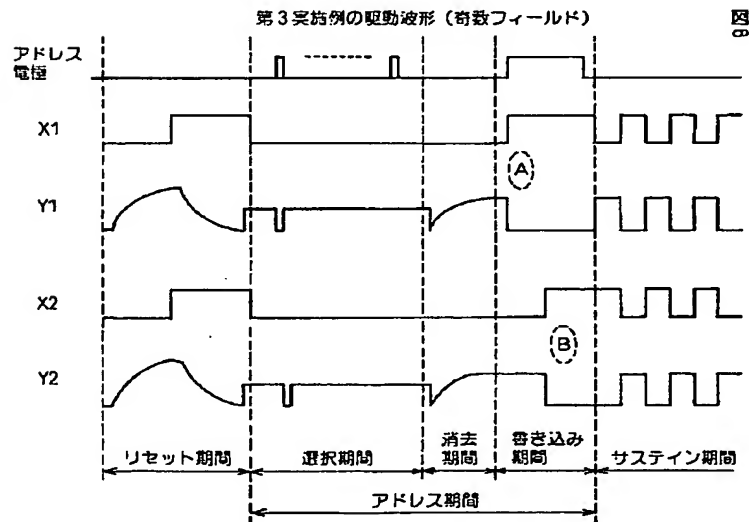 第3実施例の駆動波形（奇数フィールド）
図9
アドレス
電極
X1
A
Y1
X2
B
Y2
リセット期間
選択期間
消去
期間
書き込み
期間
サステイン期間
アドレス期間